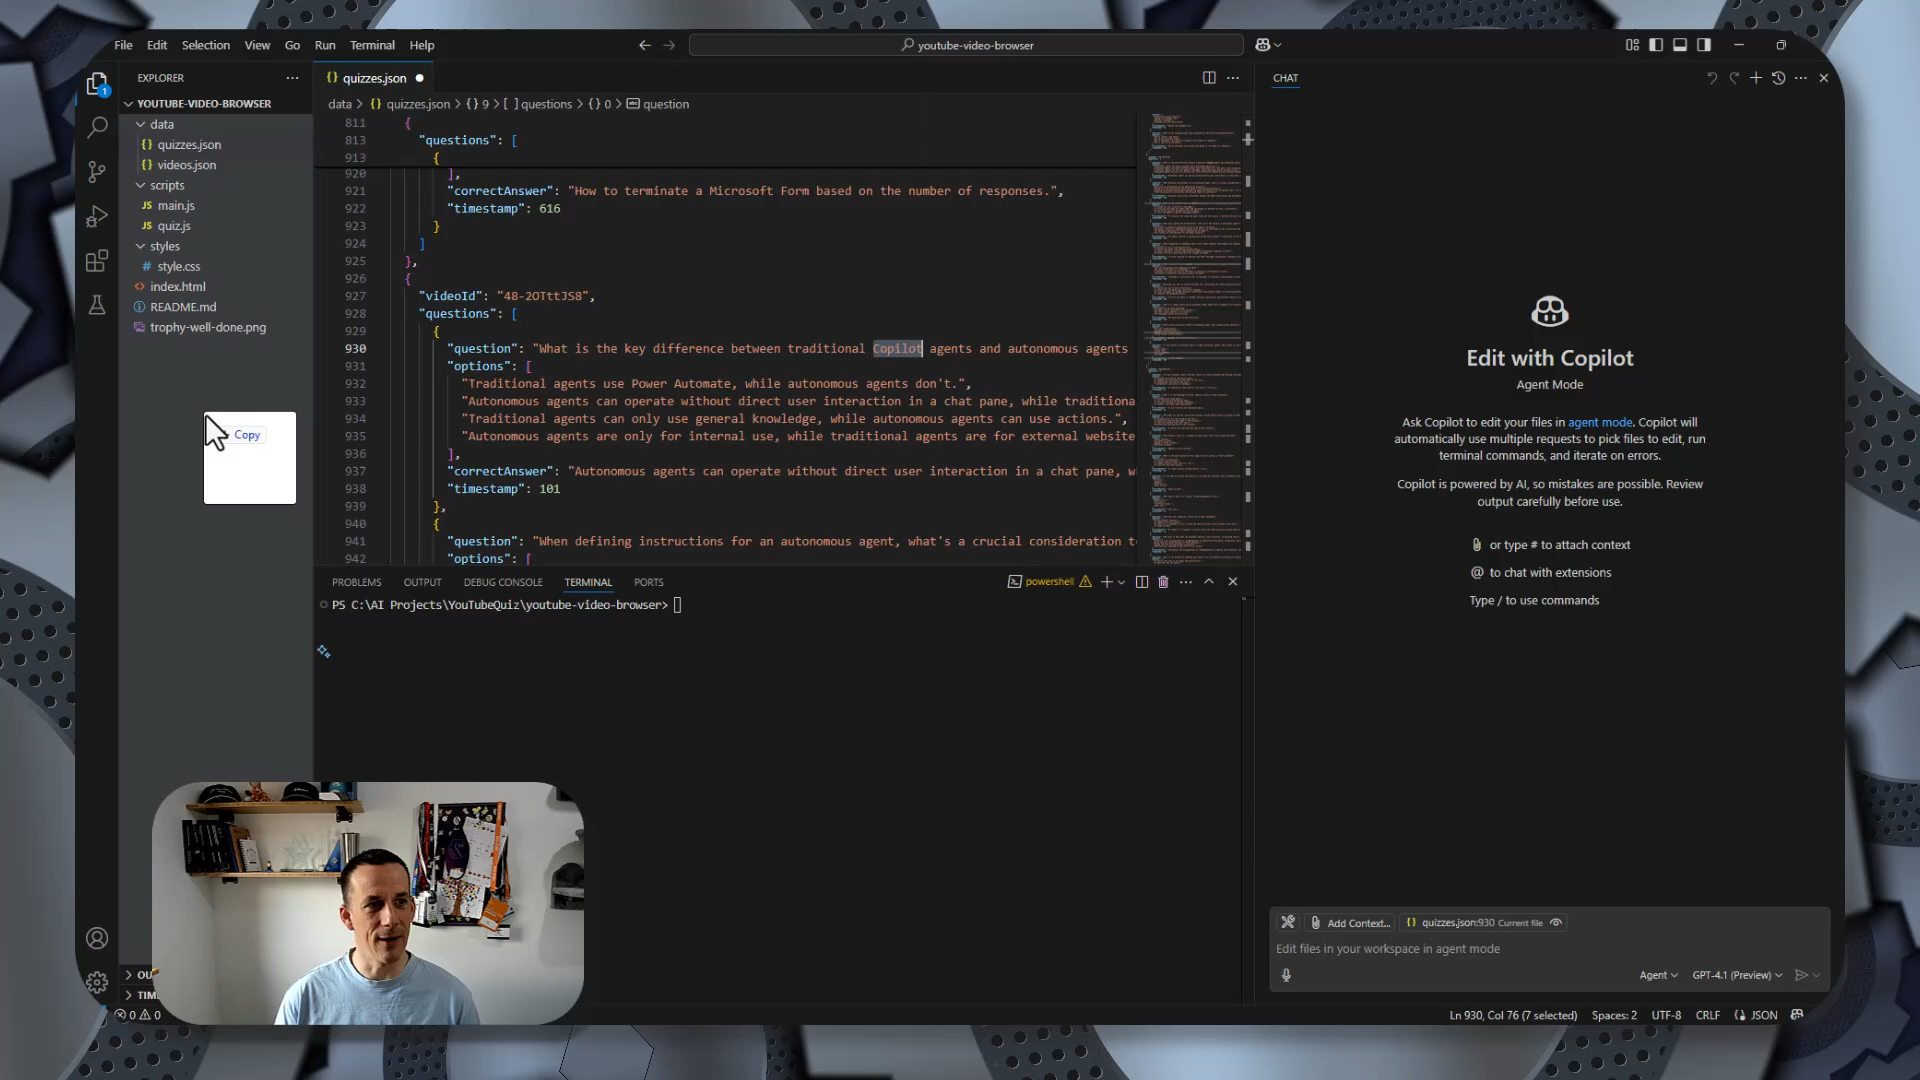 File Edit Selection View Go Run Terminal Help
youtube-video-browser
EXPLORER
YOUTUBE-VIDEO-BROWSER
data
quizzes.json
videos.json
scripts
JS main.js
JS quiz.js
styles
# style.css
<> index.html
README.md
trophy-well-done.png
Copy
OU
TIM
1
{} quizzes.json
data > {} quizzes.json > {} 9 > [ ] questions > {} 0 > question
811 {
813 "questions": [
913 {
920 ],
921 "correctAnswer": "How to terminate a Microsoft Form based on the number of responses.",
922 "timestamp": 616
923 }
924 ]
925 },
926 {
927 "videoId": "48-2OTttJS8",
928 "questions": [
929 {
930 "question": "What is the key difference between traditional Copilot agents and autonomous agents
931 "options": [
932 "Traditional agents use Power Automate, while autonomous agents don't.",
933 "Autonomous agents can operate without direct user interaction in a chat pane, while traditiona
934 "Traditional agents can only use general knowledge, while autonomous agents can use actions.",
935 "Autonomous agents are only for internal use, while traditional agents are for external website
936 ],
937 "correctAnswer": "Autonomous agents can operate without direct user interaction in a chat pane, w
938 "timestamp": 101
939 },
940 {
941 "question": "When defining instructions for an autonomous agent, what's a crucial consideration t
942 "options": [
PROBLEMS OUTPUT DEBUG CONSOLE TERMINAL PORTS
powershell
PS C:\AI Projects\YouTubeQuiz\youtube-video-browser>
CHAT
Edit with Copilot
Agent Mode
Ask Copilot to edit your files in agent mode. Copilot will
automatically use multiple requests to pick files to edit, run
terminal commands, and iterate on errors.
Copilot is powered by AI, so mistakes are possible. Review
output carefully before use.
or type # to attach context
@ to chat with extensions
Type / to use commands
Add Context...
{} quizzes.json:930 Current file
Edit files in your workspace in agent mode
Agent
GPT-4.1 (Preview)
0 0
Ln 930, Col 76 (7 selected) Spaces: 2 UTF-8 CRLF {} JSON